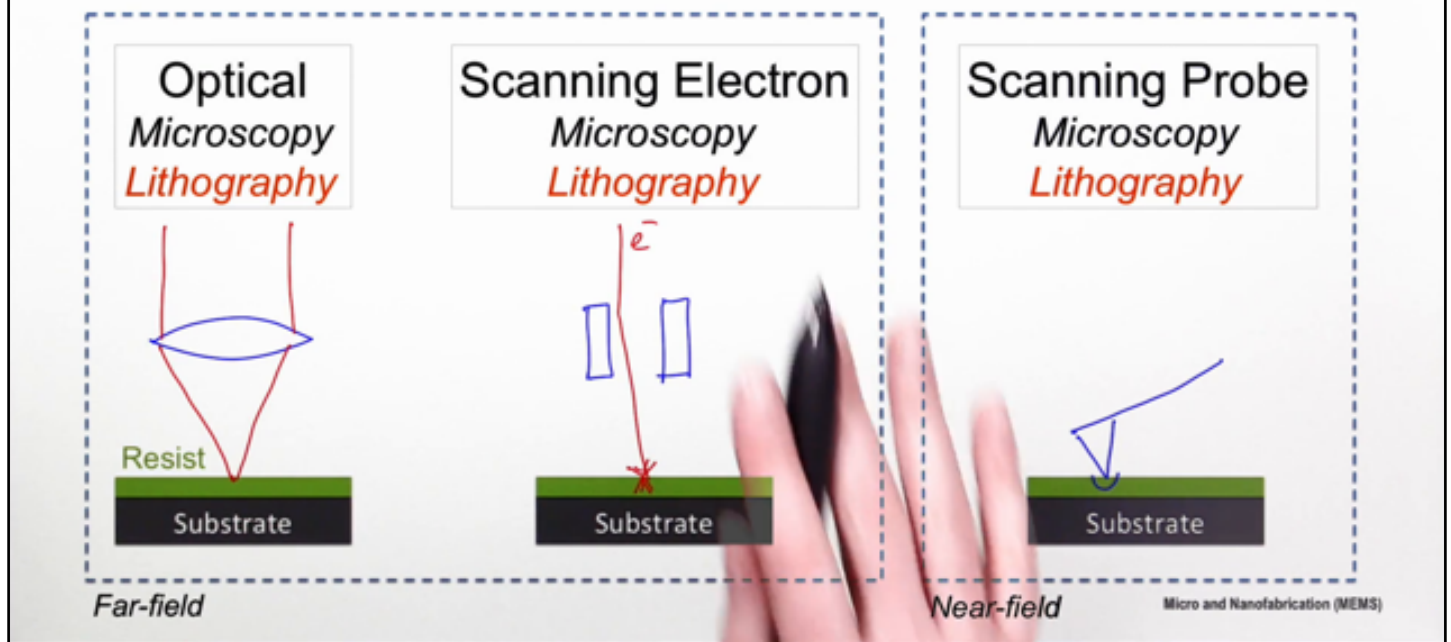 Optical
Microscopy
Lithography
Scanning Electron
Microscopy
Lithography
Scanning Probe
Microscopy
Lithography
e⁻
Resist
Substrate
Substrate
Substrate
Far-field
Near-field
Micro and Nanofabrication (MEMS)